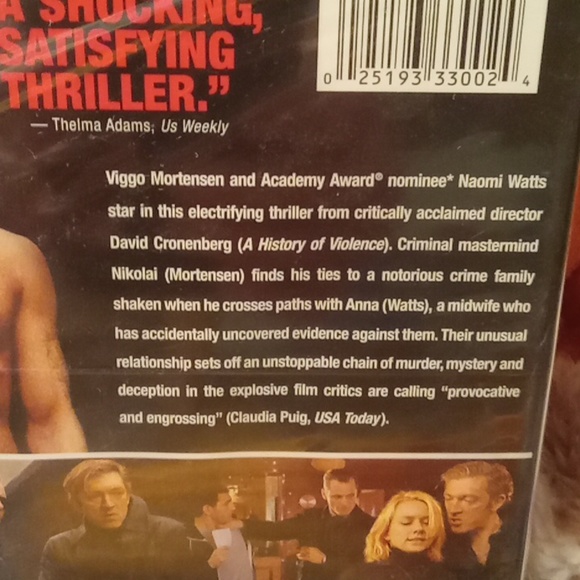 A SHOCKING,
SATISFYING
THRILLER."
— Thelma Adams, Us Weekly
0 25193 33002 4
Viggo Mortensen and Academy Award® nominee* Naomi Watts
star in this electrifying thriller from critically acclaimed director
David Cronenberg (A History of Violence). Criminal mastermind
Nikolai (Mortensen) finds his ties to a notorious crime family
shaken when he crosses paths with Anna (Watts), a midwife who
has accidentally uncovered evidence against them. Their unusual
relationship sets off an unstoppable chain of murder, mystery and
deception in the explosive film critics are calling "provocative
and engrossing" (Claudia Puig, USA Today).